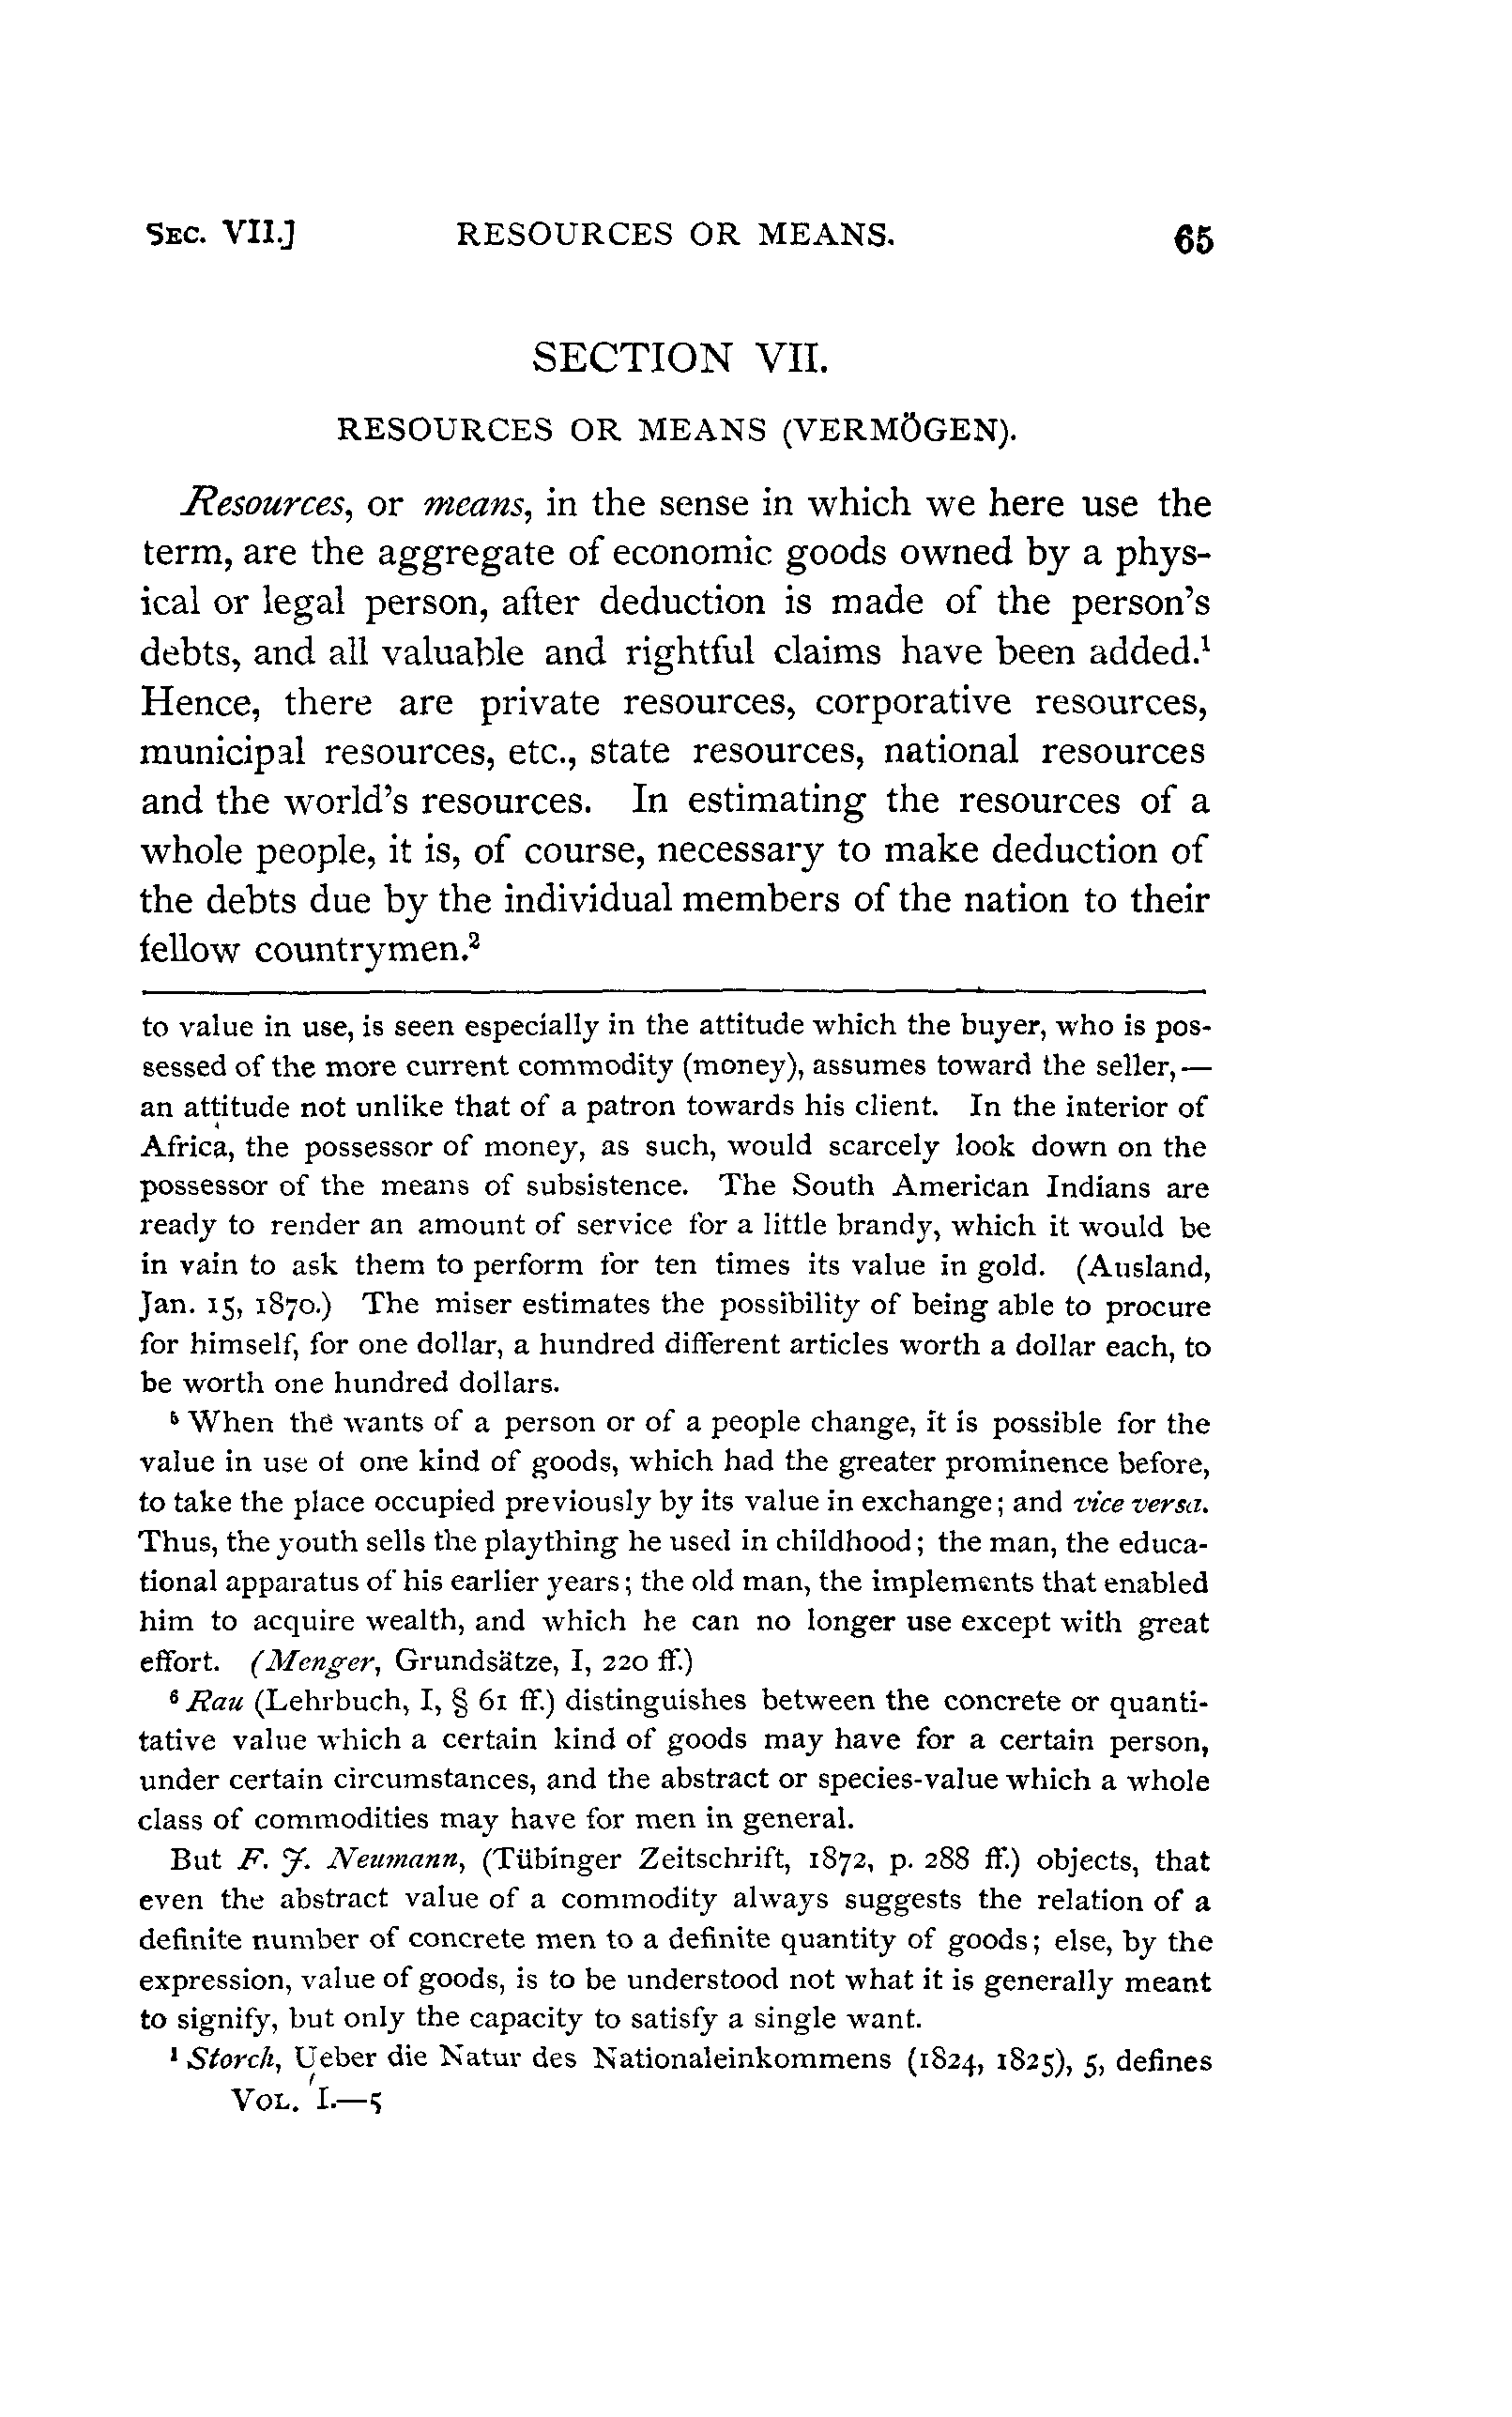 SEC. VII.] RESOURCES OR MEANS. 65
SECTION VII.
RESOURCES OR MEANS (VERMÖGEN).
Resources, or means, in the sense in which we here use the
term, are the aggregate of economic goods owned by a phys-
ical or legal person, after deduction is made of the person's
debts, and all valuable and rightful claims have been added.¹
Hence, there are private resources, corporative resources,
municipal resources, etc., state resources, national resources
and the world's resources. In estimating the resources of a
whole people, it is, of course, necessary to make deduction of
the debts due by the individual members of the nation to their
fellow countrymen.²
to value in use, is seen especially in the attitude which the buyer, who is pos-
sessed of the more current commodity (money), assumes toward the seller,—
an attitude not unlike that of a patron towards his client. In the interior of
Africa, the possessor of money, as such, would scarcely look down on the
possessor of the means of subsistence. The South American Indians are
ready to render an amount of service for a little brandy, which it would be
in vain to ask them to perform for ten times its value in gold. (Ausland,
Jan. 15, 1870.) The miser estimates the possibility of being able to procure
for himself, for one dollar, a hundred different articles worth a dollar each, to
be worth one hundred dollars.
⁵ When the wants of a person or of a people change, it is possible for the
value in use of one kind of goods, which had the greater prominence before,
to take the place occupied previously by its value in exchange; and vice versa.
Thus, the youth sells the plaything he used in childhood; the man, the educa-
tional apparatus of his earlier years; the old man, the implements that enabled
him to acquire wealth, and which he can no longer use except with great
effort. (Menger, Grundsätze, I, 220 ff.)
⁶ Rau (Lehrbuch, I, § 61 ff.) distinguishes between the concrete or quanti-
tative value which a certain kind of goods may have for a certain person,
under certain circumstances, and the abstract or species-value which a whole
class of commodities may have for men in general.
But F. J. Neumann, (Tübinger Zeitschrift, 1872, p. 288 ff.) objects, that
even the abstract value of a commodity always suggests the relation of a
definite number of concrete men to a definite quantity of goods; else, by the
expression, value of goods, is to be understood not what it is generally meant
to signify, but only the capacity to satisfy a single want.
¹ Storch, Ueber die Natur des Nationaleinkommens (1824, 1825), 5, defines
VOL. I.—5